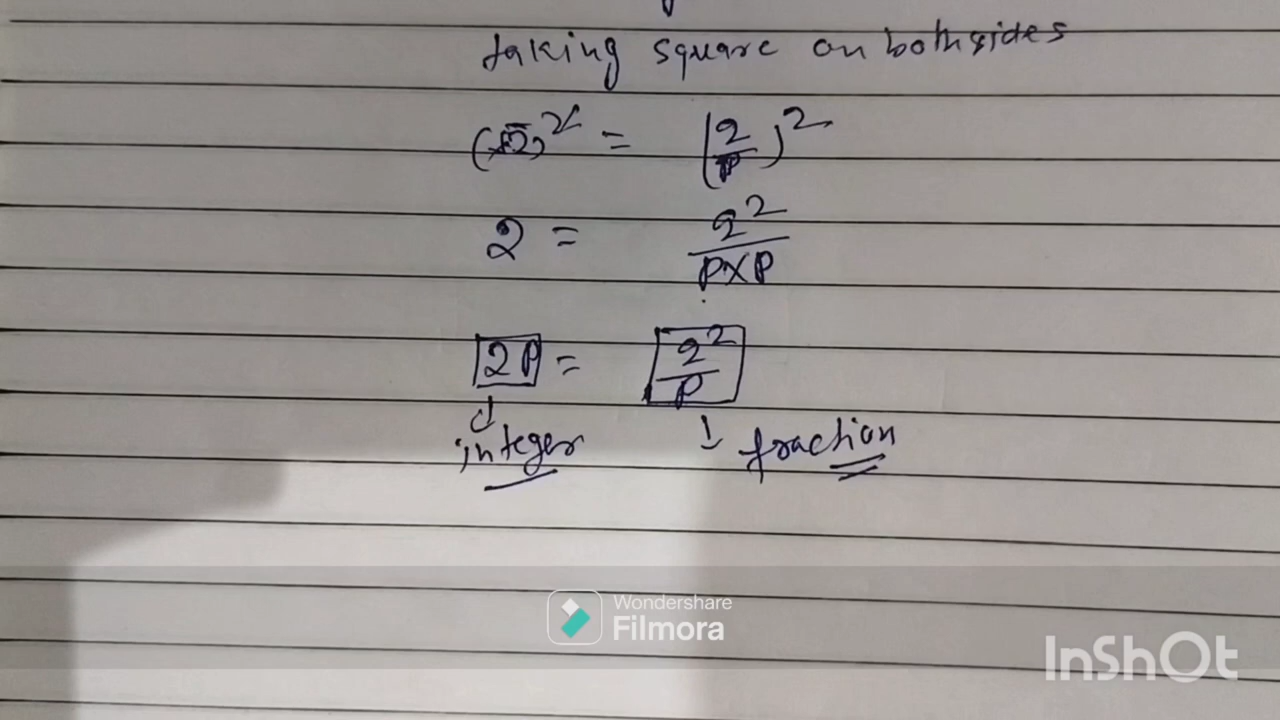 taking square on bothsides
(√2)² = (q/p)²
2 = q²/p×p
2p = q²/p
integer fraction
Wondershare
Filmora
InShOt